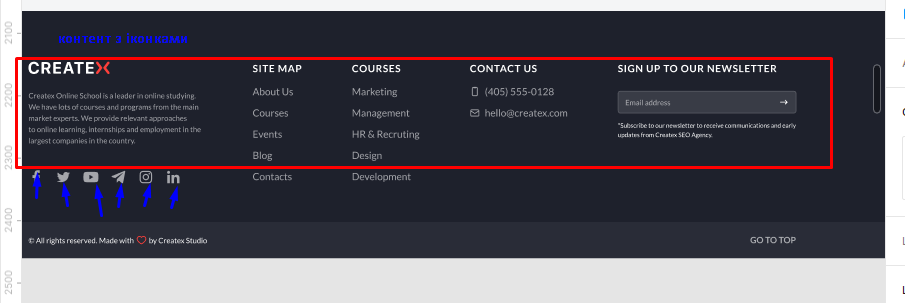 2100
2200
2300
2400
2500
CREATEX
Createx Online School is a leader in online studying.
We have lots of courses and programs from the main
market experts. We provide relevant approaches
to online learning, internships and employment in the
largest companies in the country.
SITE MAP
About Us
Courses
Events
Blog
Contacts
COURSES
Marketing
Management
HR & Recruting
Design
Development
CONTACT US
(405) 555-0128
hello@createx.com
SIGN UP TO OUR NEWSLETTER
Email address
*Subscribe to our newsletter to receive communications and early
updates from Createx SEO Agency.
© All rights reserved. Made with
by Createx Studio
GO TO TOP